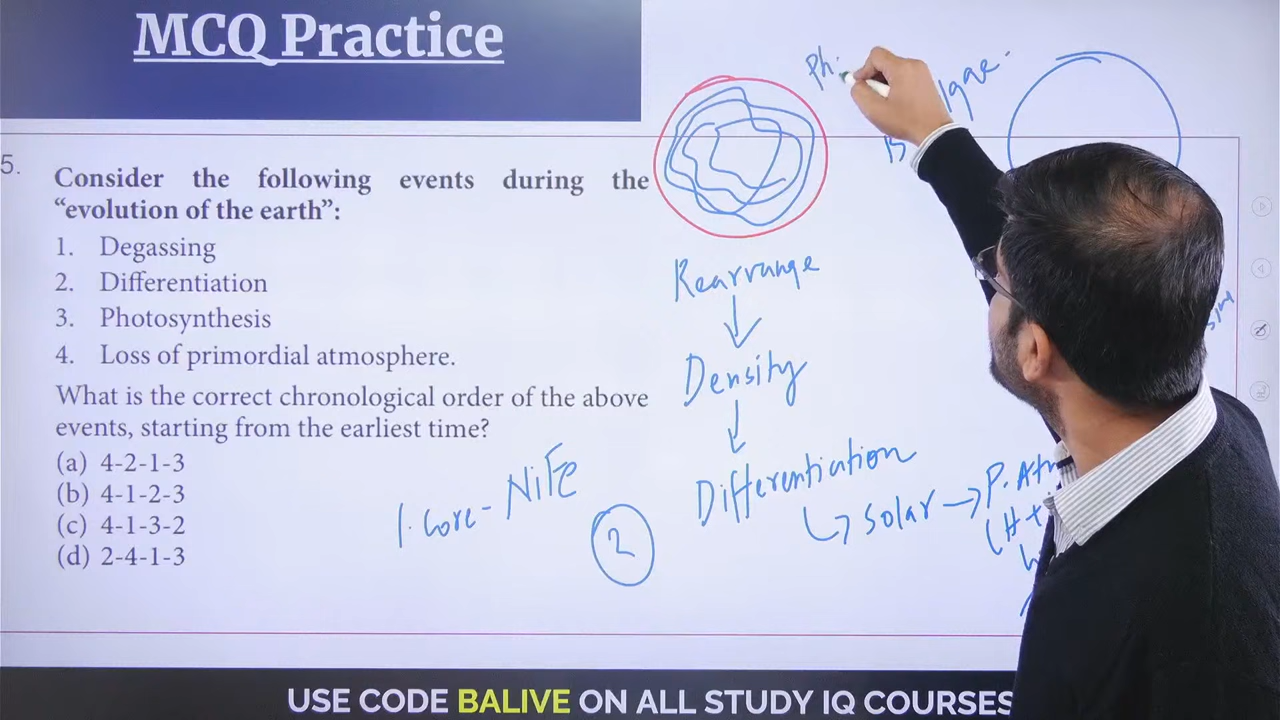 MCQ Practice
5. Consider the following events during the
“evolution of the earth”:
1. Degassing
2. Differentiation
3. Photosynthesis
4. Loss of primordial atmosphere.
What is the correct chronological order of the above
events, starting from the earliest time?
(a) 4-2-1-3
(b) 4-1-2-3
(c) 4-1-3-2
(d) 2-4-1-3
Ph
Rearrange
Density
Differentiation
1. Core - NiFe
2
Solar → P. Atm
(H +
USE CODE BALIVE ON ALL STUDY IQ COURSES